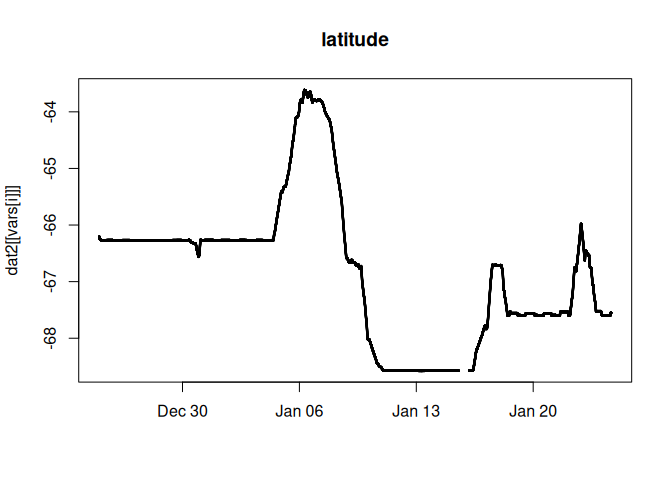 latitude
dat2[[vars[i]]]
-64
-65
-66
-67
-68
Dec 30
Jan 06
Jan 13
Jan 20